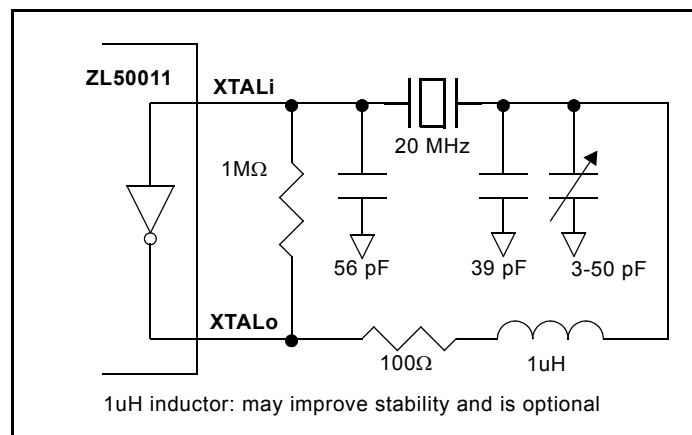 ZL50011
XTALi
20 MHz
1MΩ
56 pF
39 pF
3-50 pF
XTALo
100Ω
1uH
1uH inductor: may improve stability and is optional